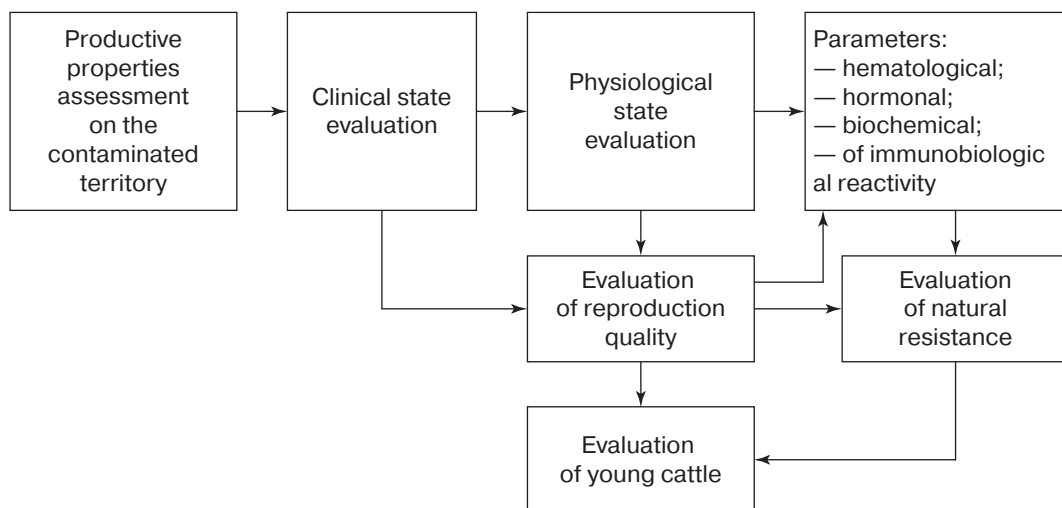 Productive
properties
assessment
on the
contaminated
territory
Clinical state
evaluation
Physiological
state
evaluation
Parameters:
— hematological;
— hormonal;
— biochemical;
— of immunobiologic
al reactivity
Evaluation
of reproduction
quality
Evaluation
of natural
resistance
Evaluation
of young cattle